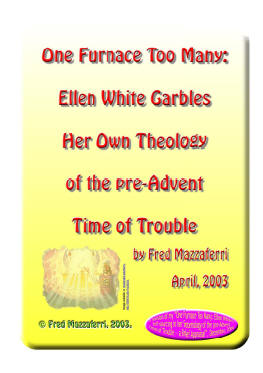 One Furnace Too Many:
Ellen White Garbles
Her Own Theology
of the pre-Advent
Time of Trouble
by Fred Mazzaferri
April, 2003
© Fred Mazzaferri, 2003.